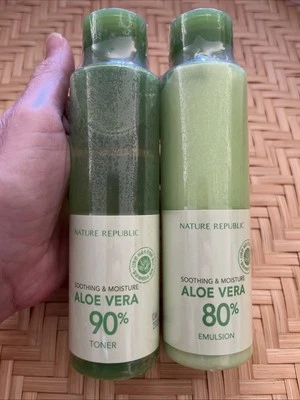 NATURE REPUBLIC
SOOTHING & MOISTURE
ALOE VERA
90%
TONER
NATURE REPUBLIC
SOOTHING & MOISTURE
ALOE VERA
80%
EMULSION